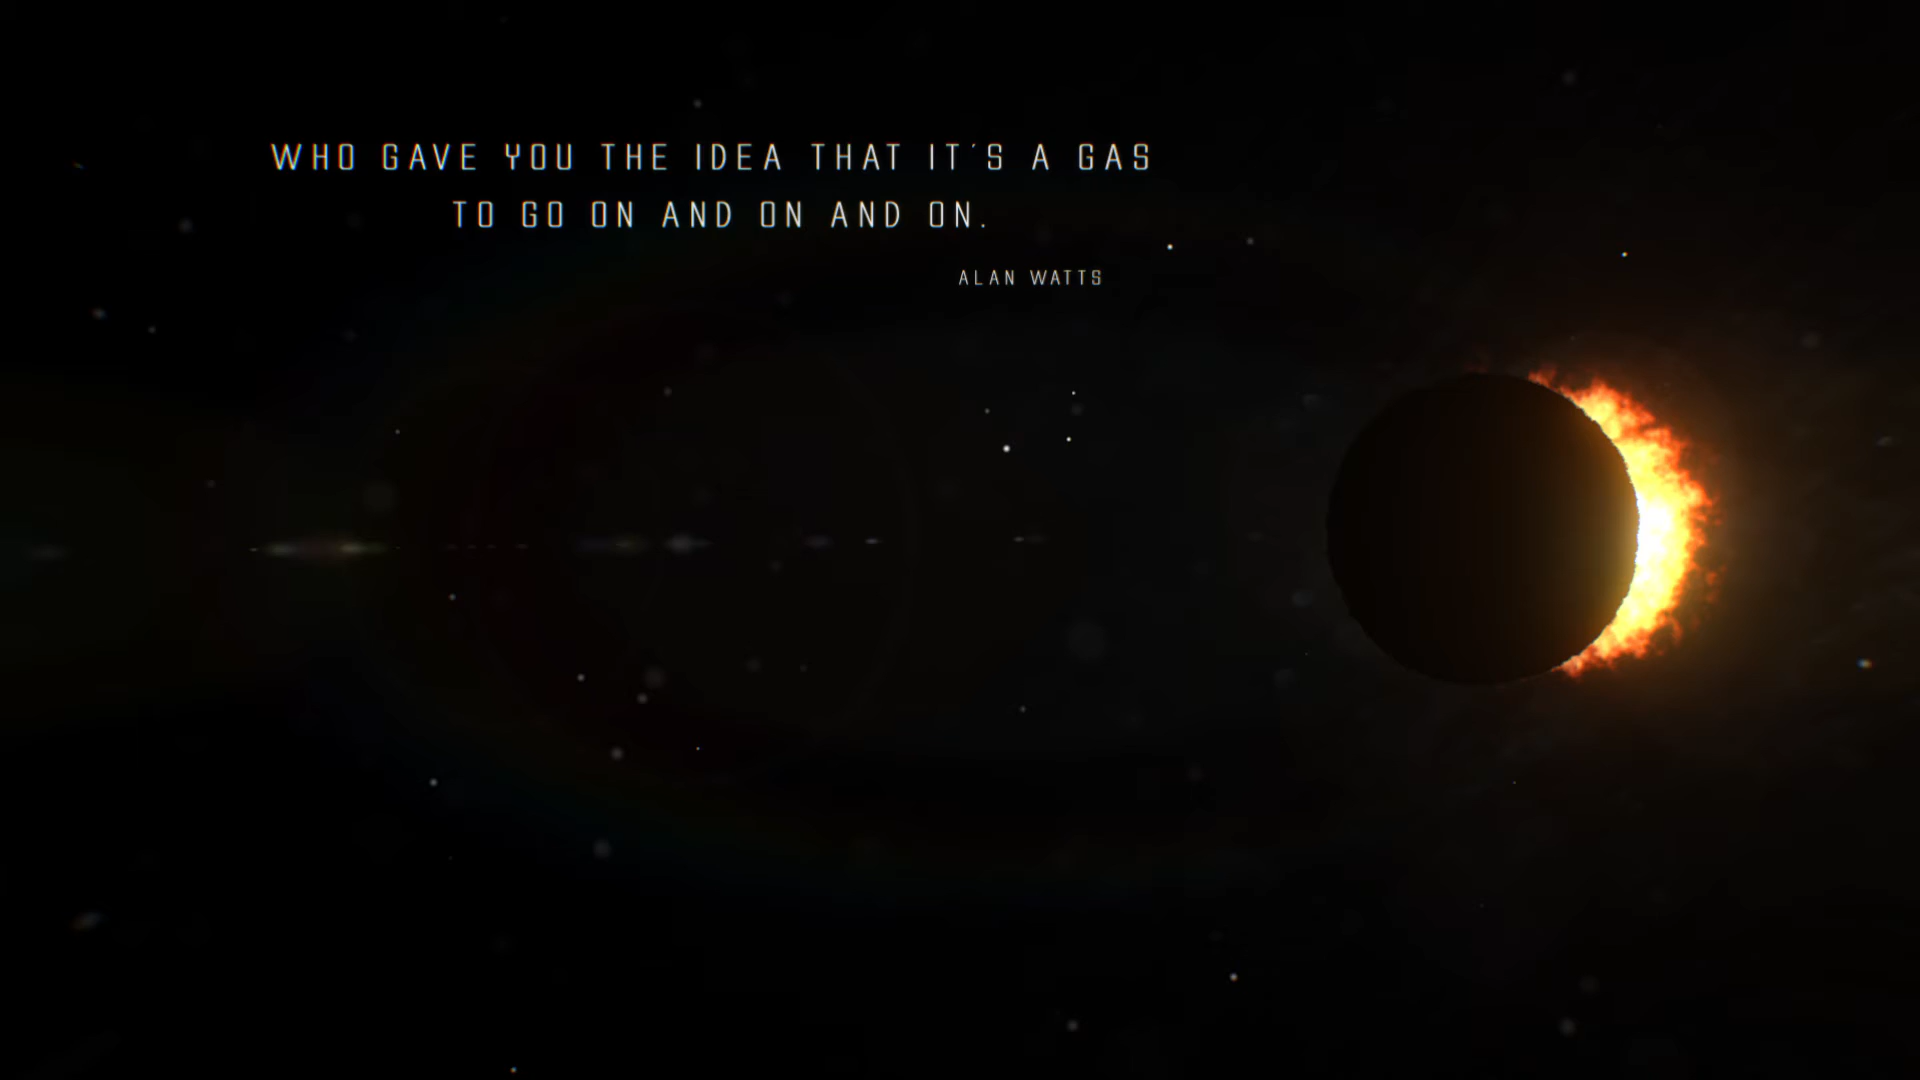 WHO GAVE YOU THE IDEA THAT IT'S A GAS
TO GO ON AND ON AND ON.
ALAN WATTS